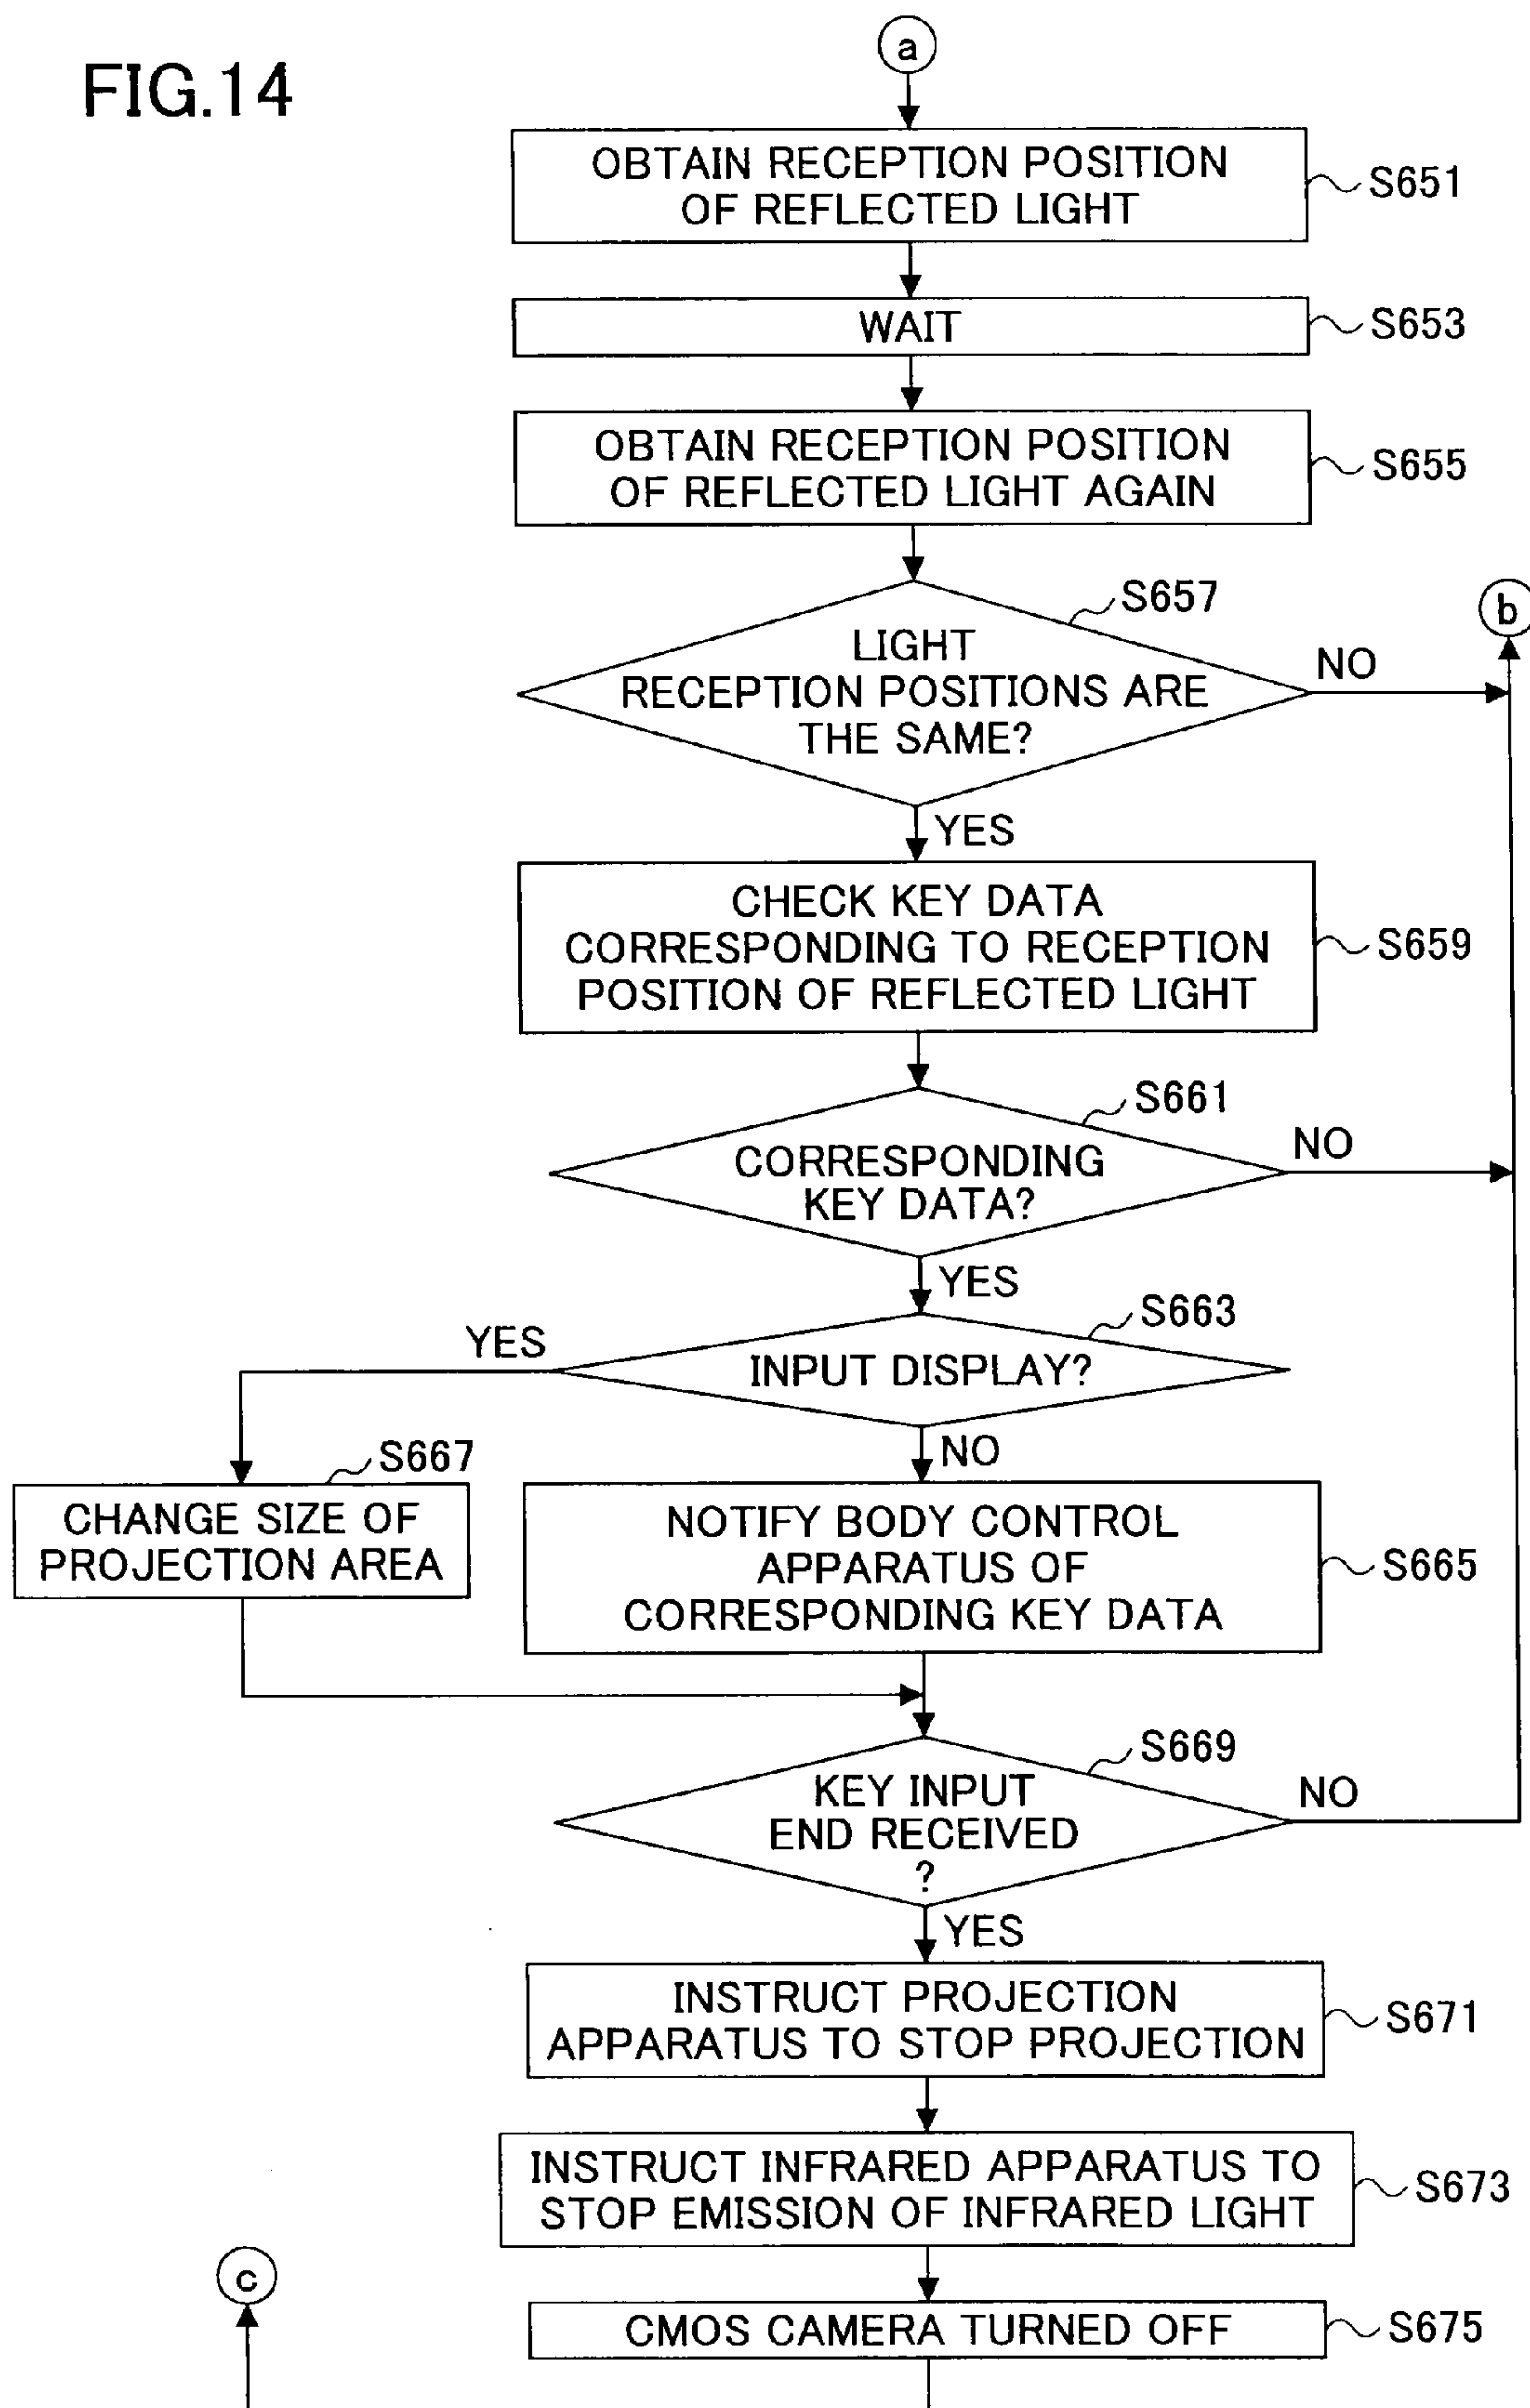 FIG.14
a
OBTAIN RECEPTION POSITION
OF REFLECTED LIGHT
S651
WAIT
S653
OBTAIN RECEPTION POSITION
OF REFLECTED LIGHT AGAIN
S655
S657
b
LIGHT
RECEPTION POSITIONS ARE
THE SAME?
NO
YES
CHECK KEY DATA
CORRESPONDING TO RECEPTION
POSITION OF REFLECTED LIGHT
S659
S661
CORRESPONDING
KEY DATA?
NO
YES
S663
YES
INPUT DISPLAY?
NO
S667
CHANGE SIZE OF
PROJECTION AREA
NOTIFY BODY CONTROL
APPARATUS OF
CORRESPONDING KEY DATA
S665
S669
KEY INPUT
END RECEIVED
?
NO
YES
INSTRUCT PROJECTION
APPARATUS TO STOP PROJECTION
S671
INSTRUCT INFRARED APPARATUS TO
STOP EMISSION OF INFRARED LIGHT
S673
c
CMOS CAMERA TURNED OFF
S675